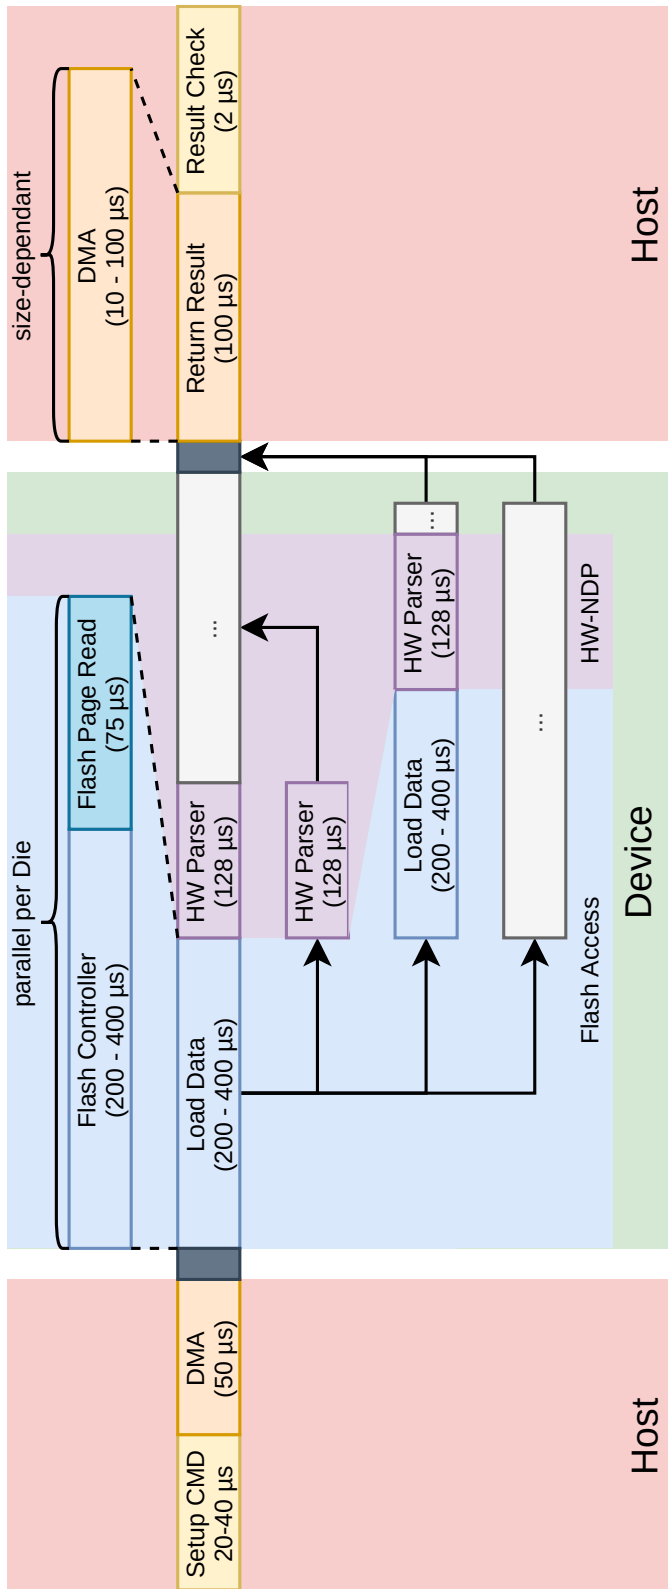 parallel per Die
size-dependant
Flash Controller
(200 - 400 µs)
Flash Page Read
(75 µs)
DMA
(10 - 100 µs)
Setup CMD
20-40 µs
DMA
(50 µs)
Load Data
(200 - 400 µs)
HW Parser
(128 µs)
...
Return Result
(100 µs)
Result Check
(2 µs)
HW Parser
(128 µs)
Load Data
(200 - 400 µs)
HW Parser
(128 µs)
...
...
Flash Access
HW-NDP
Host
Device
Host